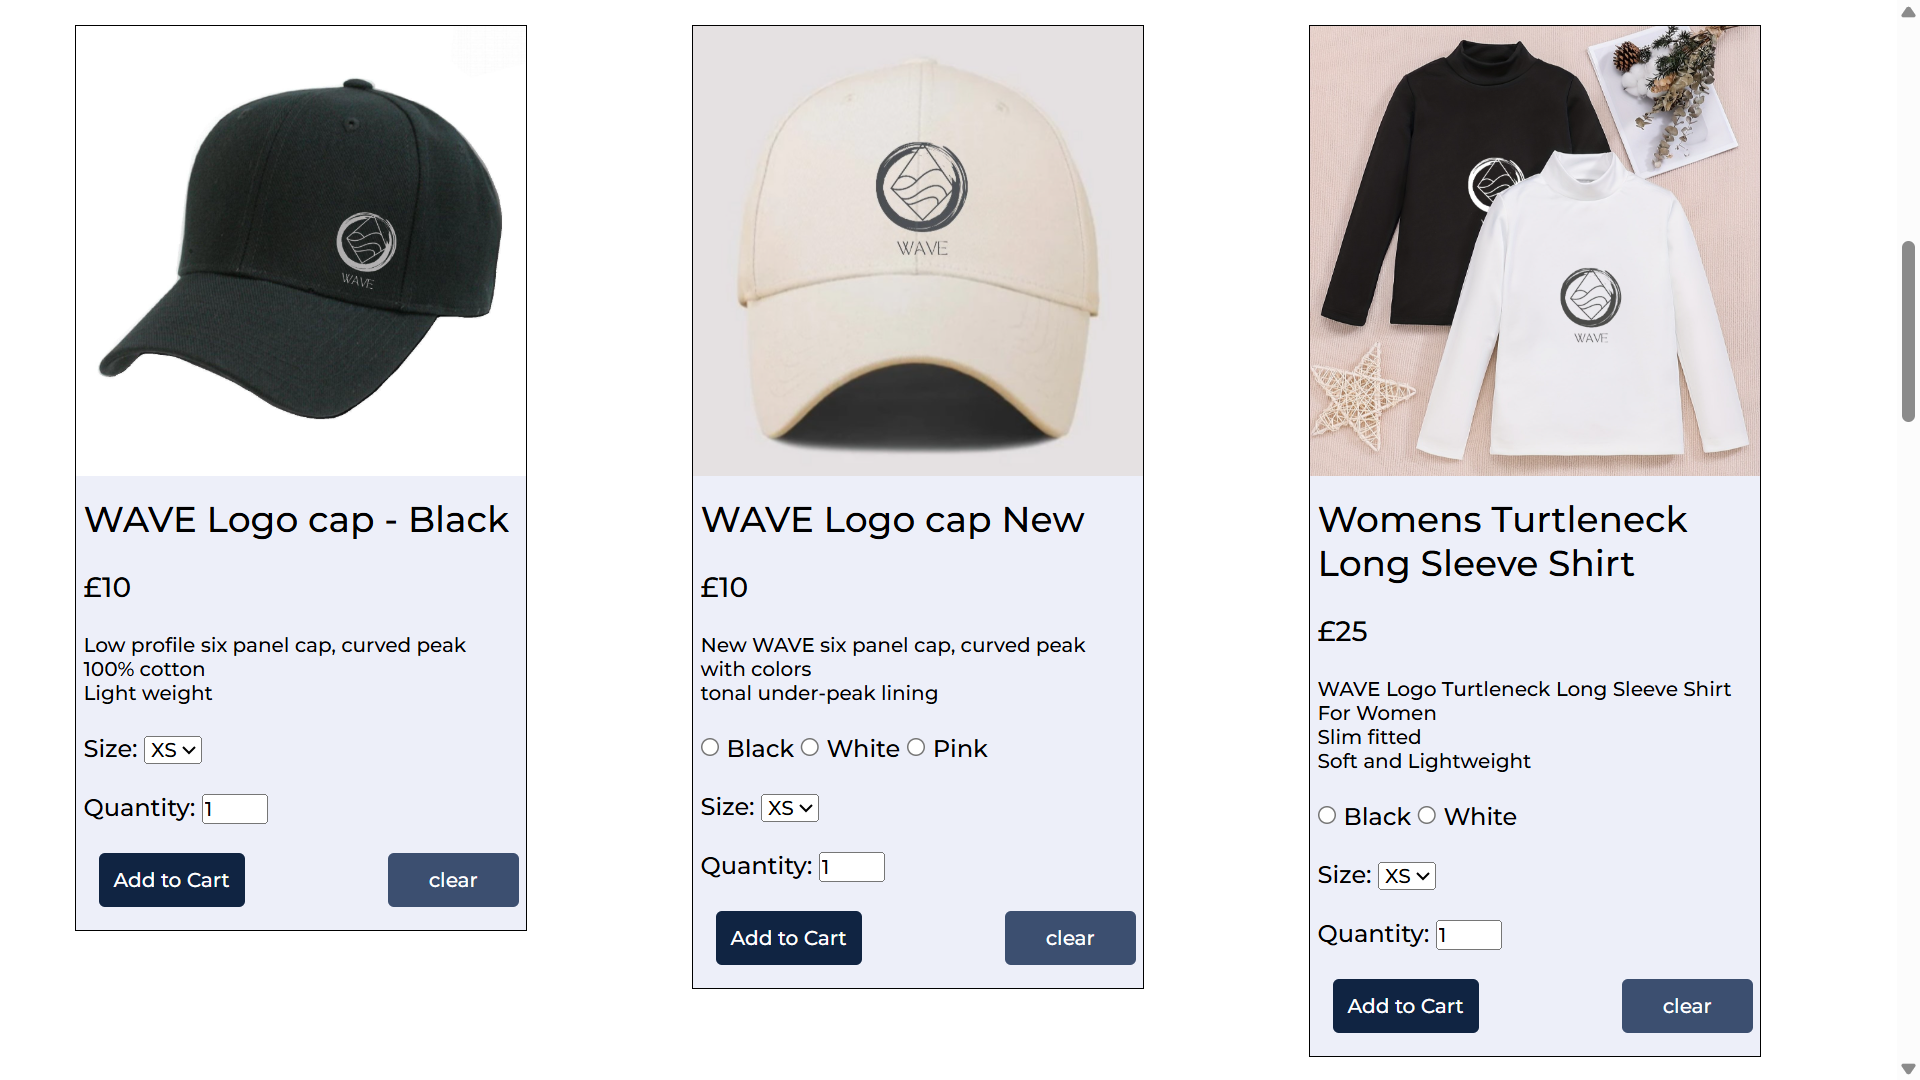 WAVE
WAVE Logo cap - Black
£10
Low profile six panel cap, curved peak
100% cotton
Light weight
Size: XS
Quantity: 1
Add to Cart
clear
WAVE
WAVE Logo cap New
£10
New WAVE six panel cap, curved peak
with colors
tonal under-peak lining
Black White Pink
Size: XS
Quantity: 1
Add to Cart
clear
WAVE
Womens Turtleneck
Long Sleeve Shirt
£25
WAVE Logo Turtleneck Long Sleeve Shirt
For Women
Slim fitted
Soft and Lightweight
Black White
Size: XS
Quantity: 1
Add to Cart
clear